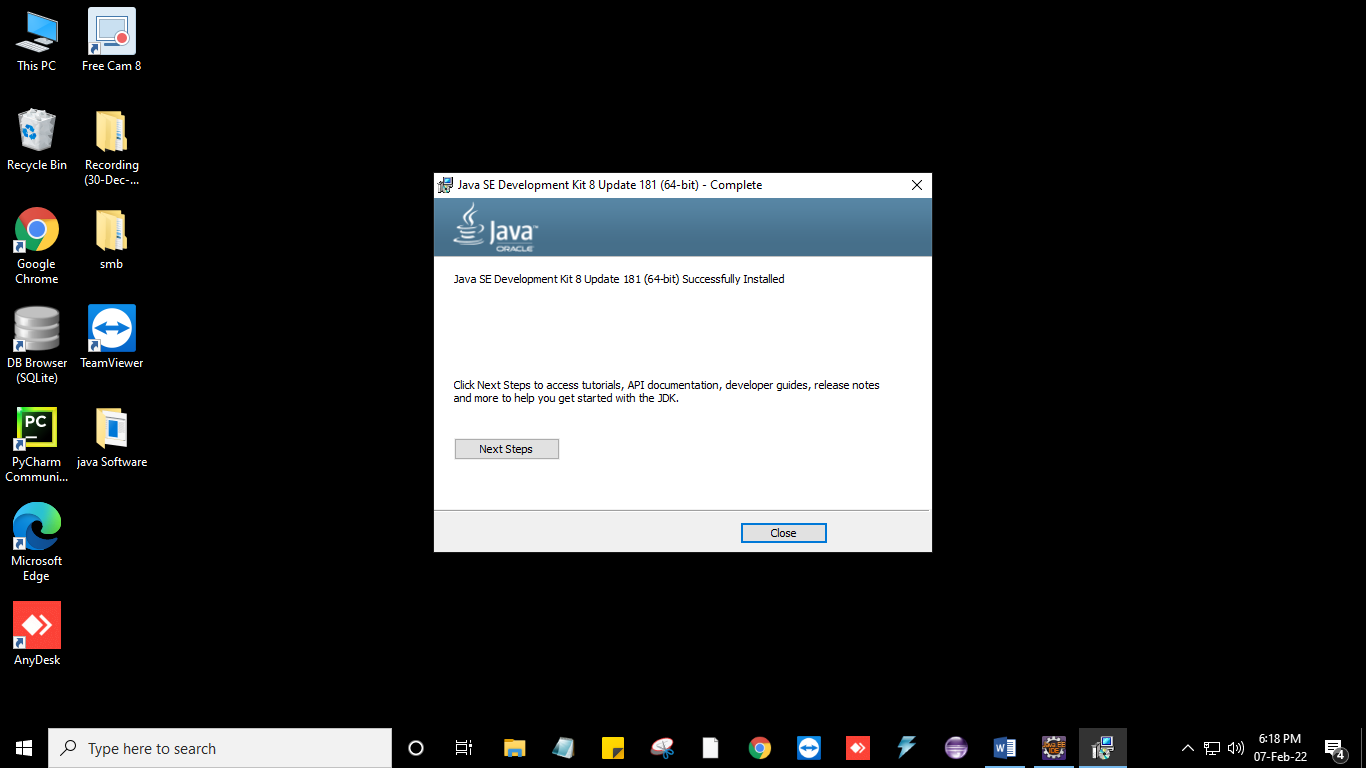 This PC
Free Cam 8
Recycle Bin
Recording
(30-Dec-...
Google
Chrome
smb
DB Browser
(SQLite)
TeamViewer
PC
PyCharm
Communi...
java Software
Microsoft
Edge
AnyDesk
Java SE Development Kit 8 Update 181 (64-bit) - Complete
Java™
ORACLE
Java SE Development Kit 8 Update 181 (64-bit) Successfully Installed
Click Next Steps to access tutorials, API documentation, developer guides, release notes
and more to help you get started with the JDK.
Next Steps
Close
Type here to search
6:18 PM
07-Feb-22
4